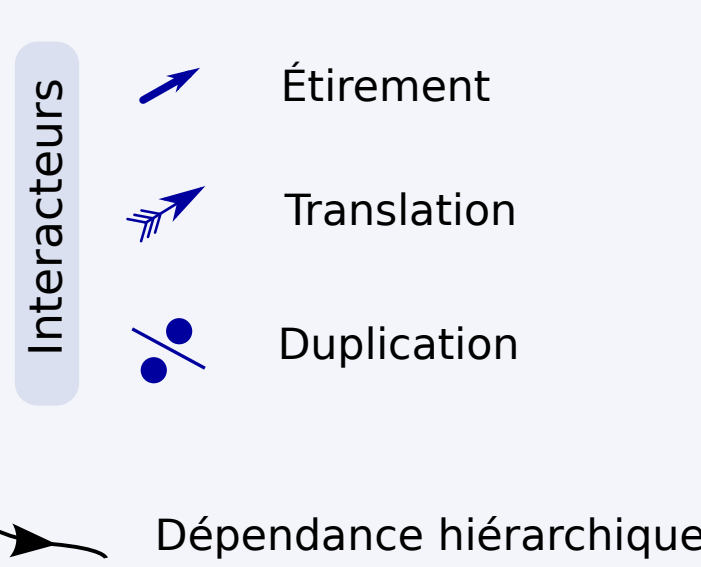 Interacteurs
Étirement
Translation
Duplication
Dépendance hiérarchique